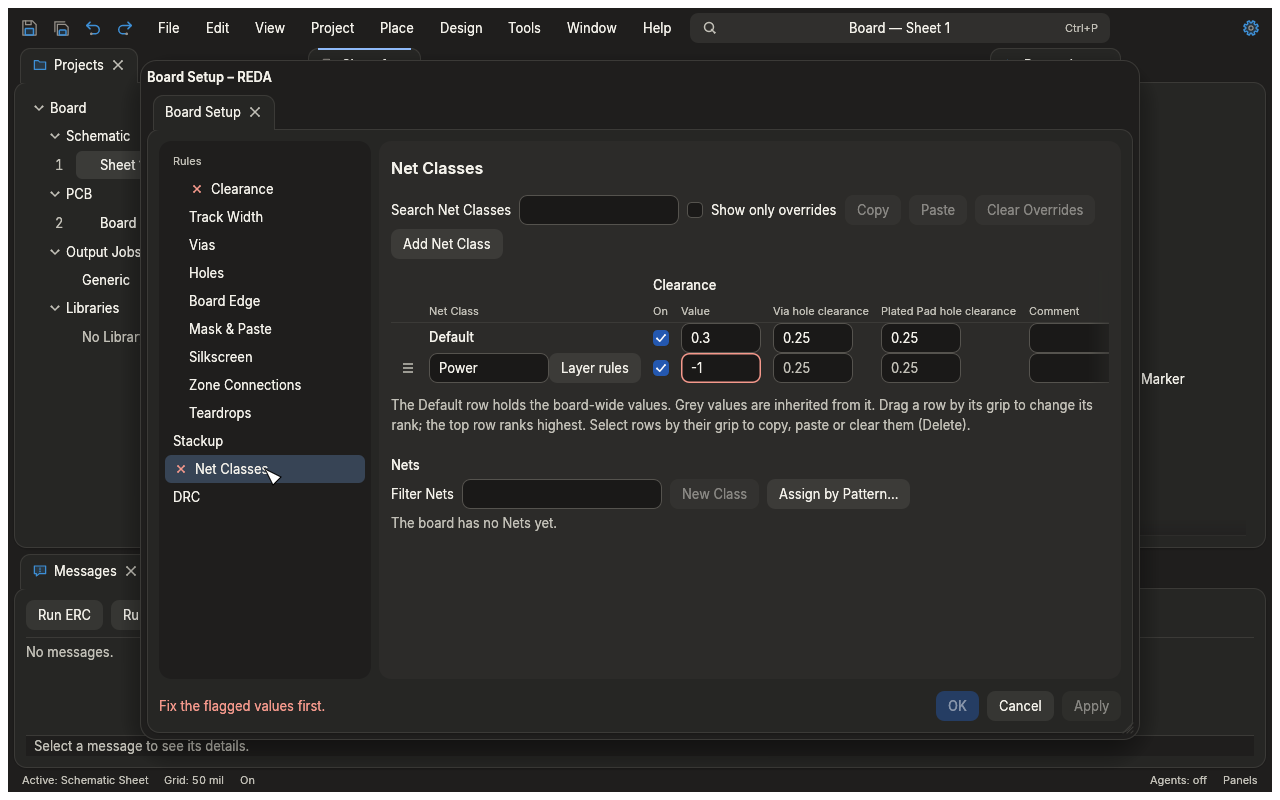 File Edit View Project Place Design Tools Window Help Board — Sheet 1 Ctrl+P
Projects
Board Setup – REDA
Board Setup
Board
Schematic
1 Sheet
PCB
2 Board
Output Jobs
Generic
Libraries
No Librar
Rules
Clearance
Track Width
Vias
Holes
Board Edge
Mask & Paste
Silkscreen
Zone Connections
Teardrops
Stackup
Net Classes
DRC
Net Classes
Search Net Classes Show only overrides Copy Paste Clear Overrides
Add Net Class
Clearance
Net Class On Value Via hole clearance Plated Pad hole clearance Comment
Default 0.3 0.25 0.25
Power Layer rules -1 0.25 0.25
The Default row holds the board-wide values. Grey values are inherited from it. Drag a row by its grip to change its
rank; the top row ranks highest. Select rows by their grip to copy, paste or clear them (Delete).
Nets
Filter Nets New Class Assign by Pattern...
The board has no Nets yet.
Fix the flagged values first. OK Cancel Apply
Marker
Messages
Run ERC Ru
No messages.
Select a message to see its details.
Active: Schematic Sheet Grid: 50 mil On Agents: off Panels